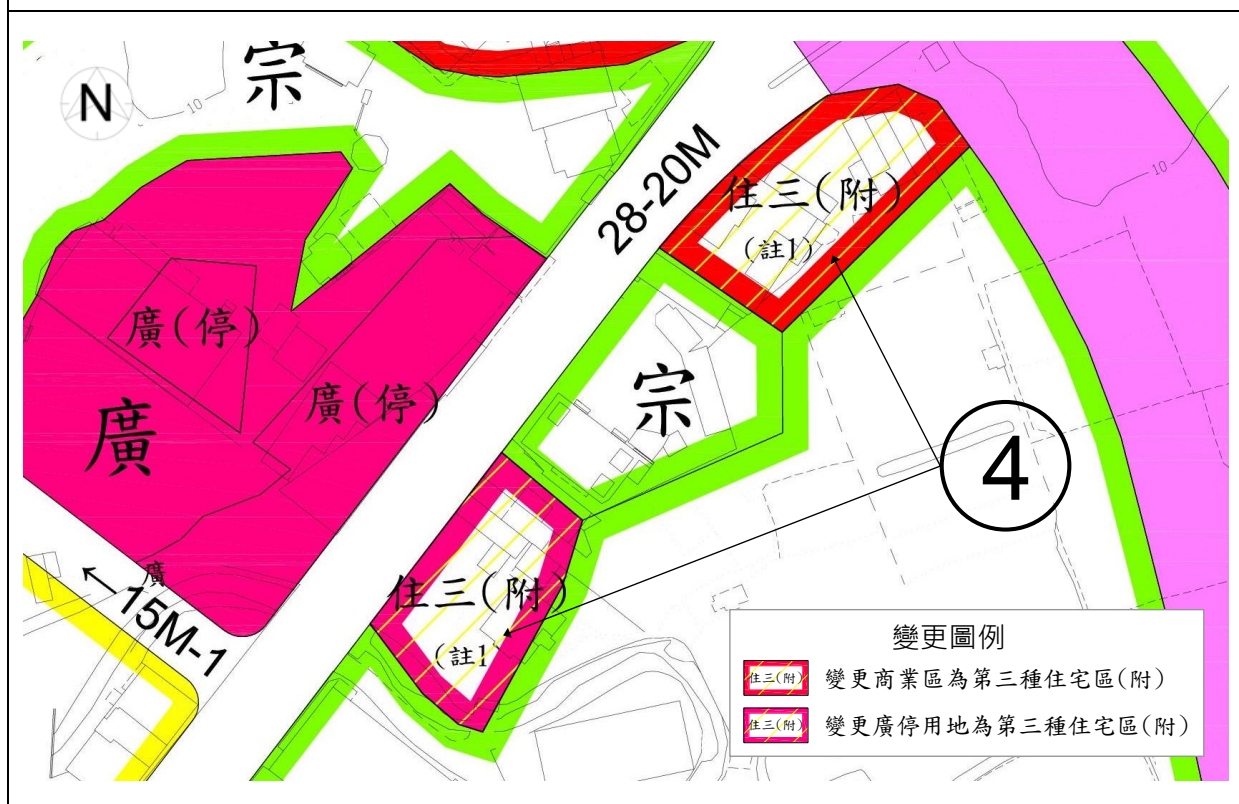 宗
N
10
28-20M
住三(附)
(註1)
10
廣(停)
廣(停)
廣
宗
4
廣
←15M-1
住三(附)
(註1)
變更圖例
住三(附) 變更商業區為第三種住宅區(附)
住三(附) 變更廣停用地為第三種住宅區(附)